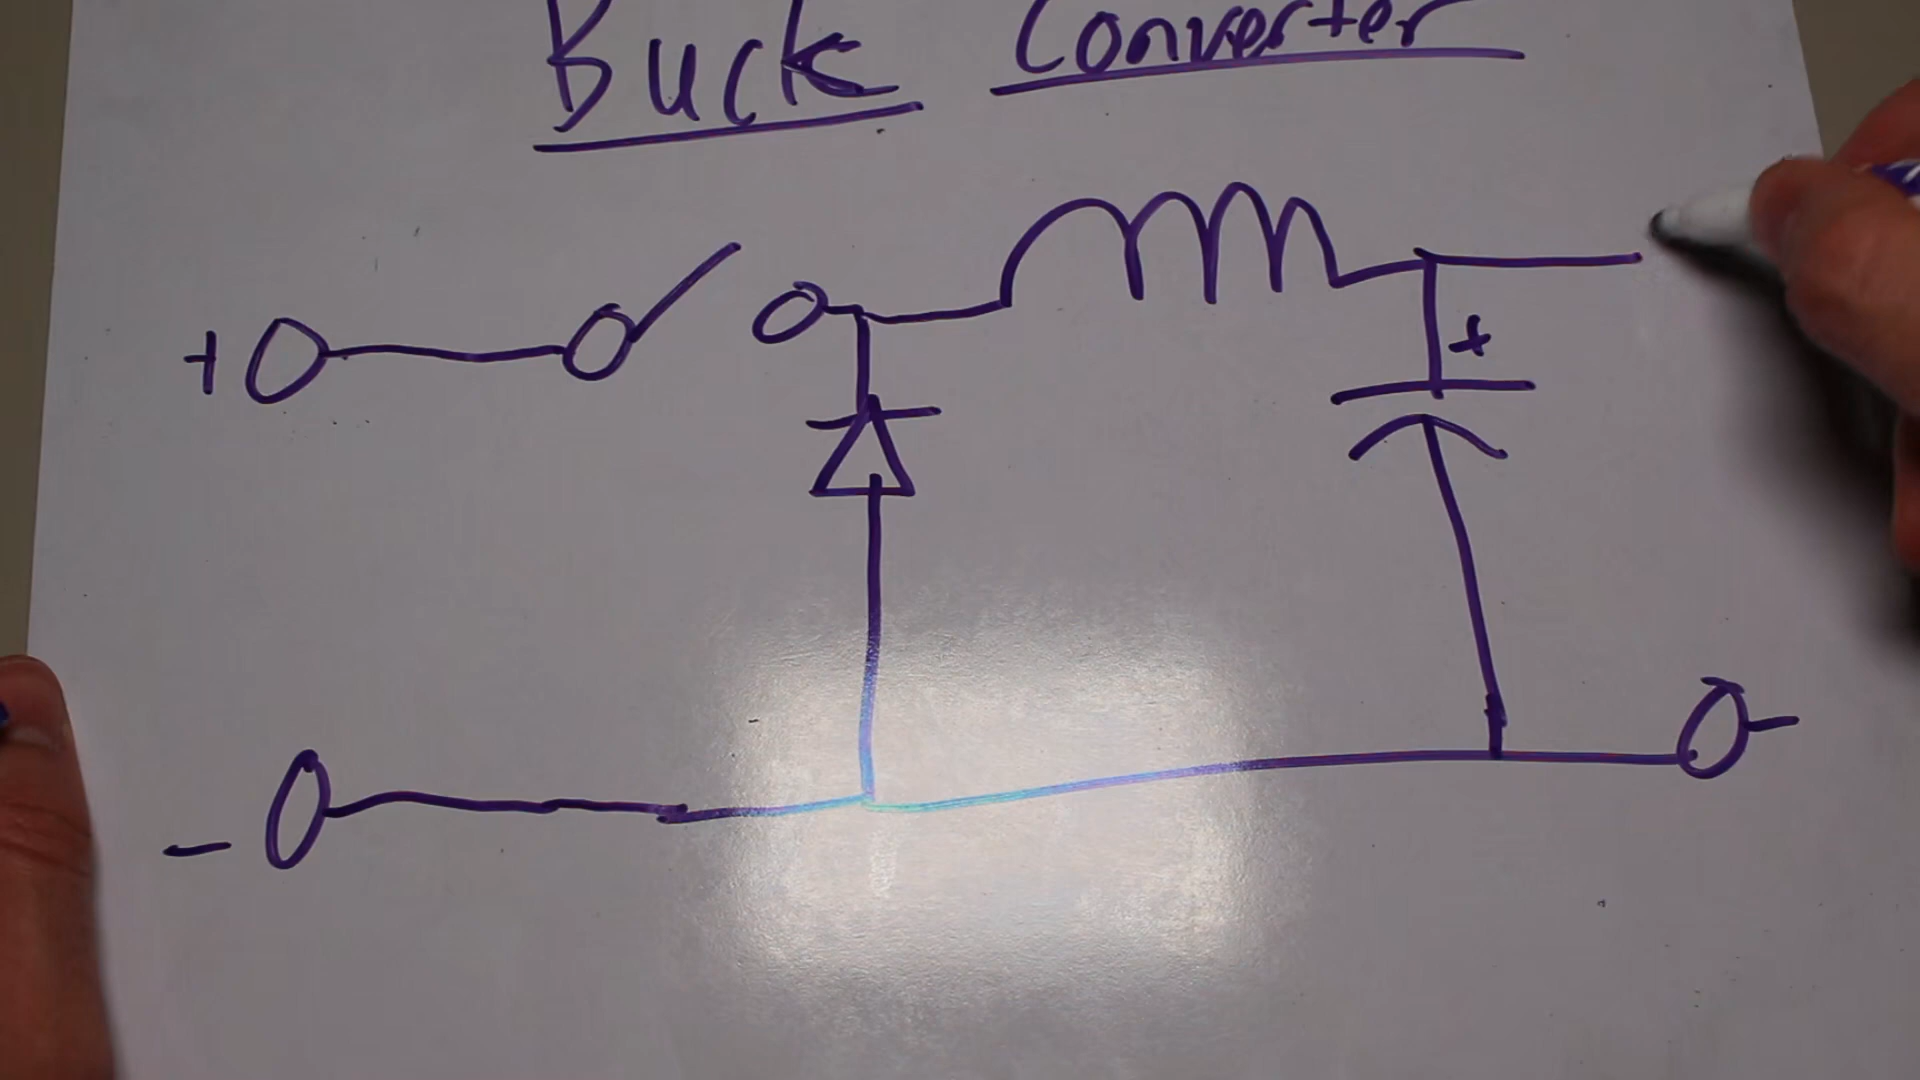 Buck Converter
+
+
-
-